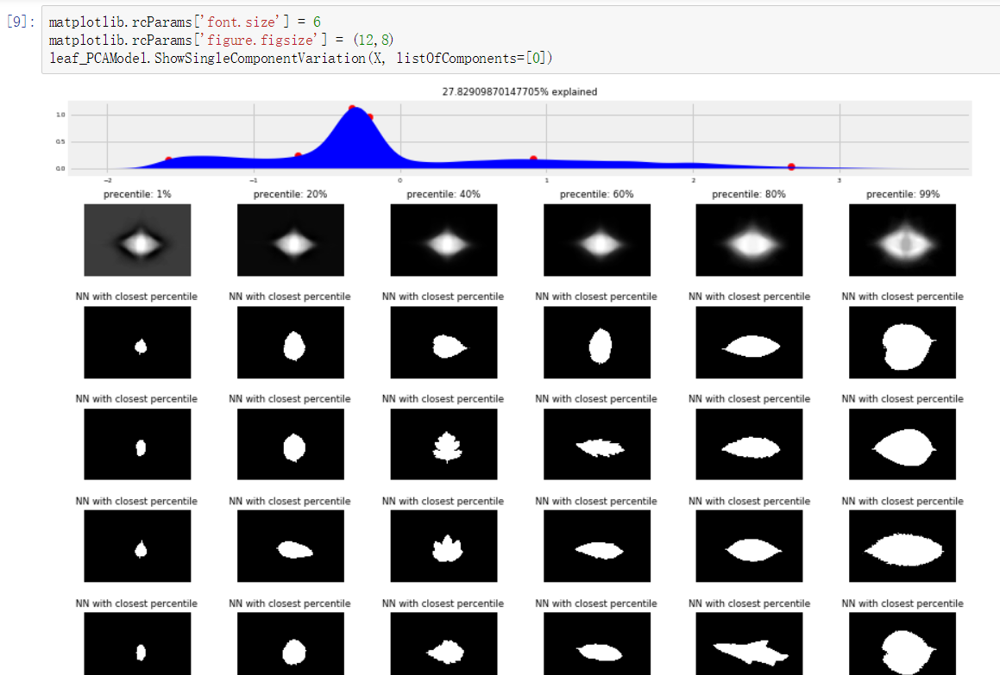 [9]:
matplotlib.rcParams['font.size'] = 6
matplotlib.rcParams['figure.figsize'] = (12,8)
leaf_PCAModel.ShowSingleComponentVariation(X, listOfComponents=[0])
27.82909870147705% explained
1.0
0.5
0.0
−2 −1 0 1 2 3
precentile: 1% precentile: 20% precentile: 40% precentile: 60% precentile: 80% precentile: 99%
NN with closest percentile NN with closest percentile NN with closest percentile NN with closest percentile NN with closest percentile NN with closest percentile
NN with closest percentile NN with closest percentile NN with closest percentile NN with closest percentile NN with closest percentile NN with closest percentile
NN with closest percentile NN with closest percentile NN with closest percentile NN with closest percentile NN with closest percentile NN with closest percentile
NN with closest percentile NN with closest percentile NN with closest percentile NN with closest percentile NN with closest percentile NN with closest percentile